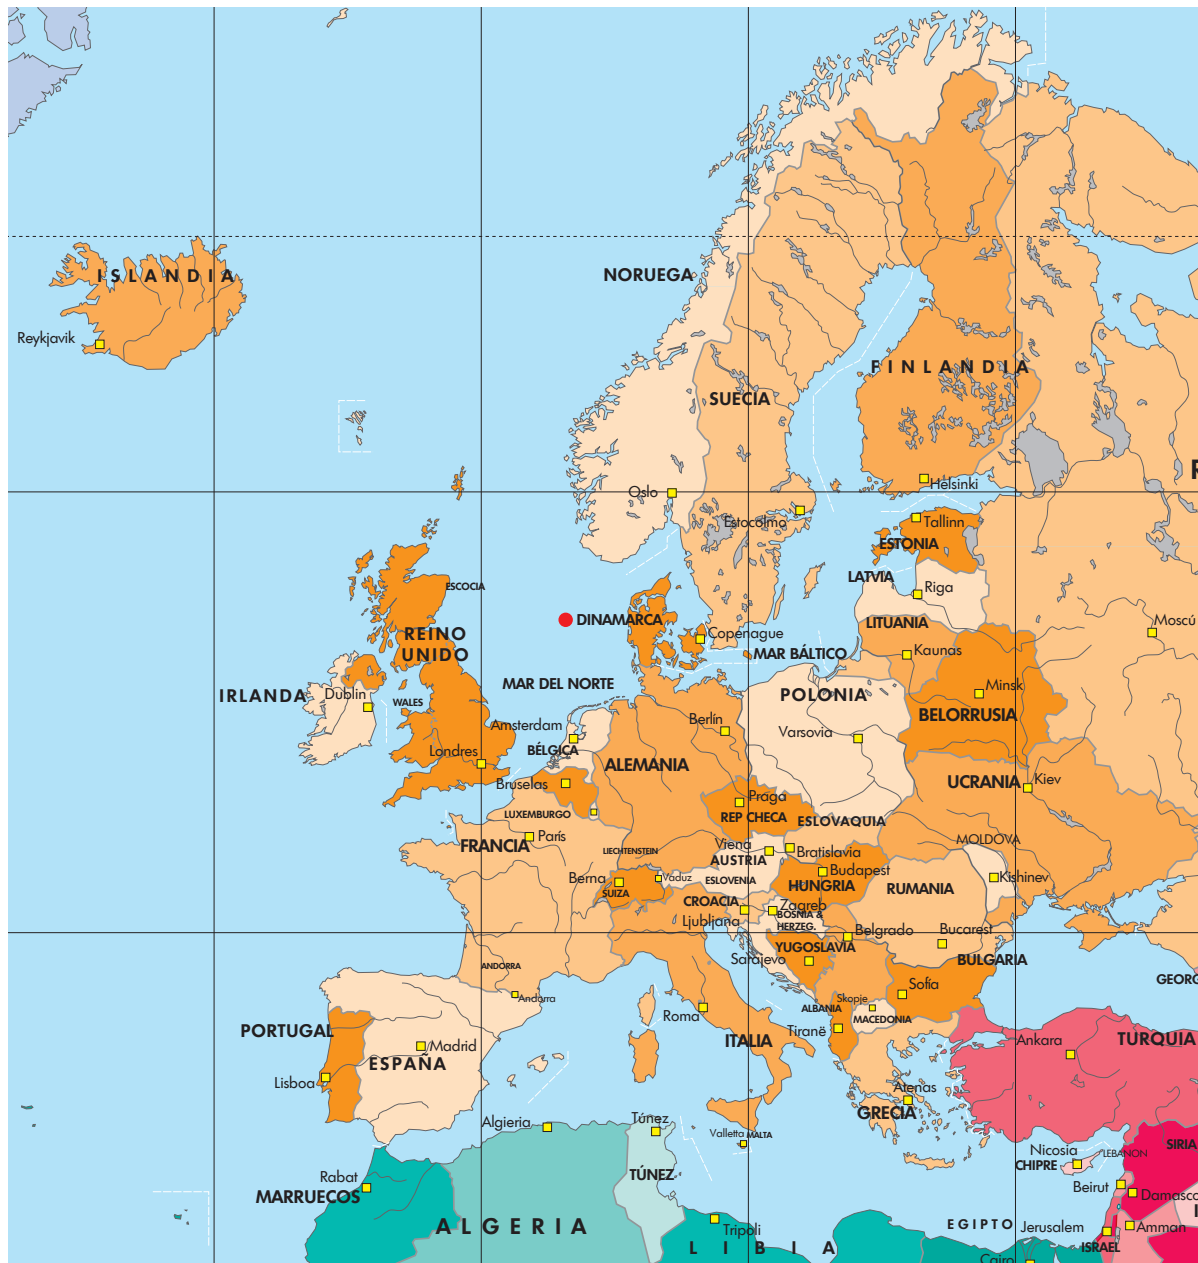 ISLANDIA
NORUEGA
Reykjavik
FINLANDIA
SUECIA
R
Helsinki
Oslo
Estocolmo
Tallinn
ESTONIA
LATVIA
ESCOCIA
Riga
DINAMARCA
LITUANIA
Moscú
REINO
UNIDO
Copenague
MAR BÁLTICO
Kaunas
MAR DEL NORTE
IRLANDA
Dublin
WALES
POLONIA
Minsk
BELORRUSIA
Amsterdam
Berlín
Varsovia
BÉLGICA
Londres
ALEMANIA
UCRANIA
Kiev
Bruselas
Praga
REP CHECA
ESLOVAQUIA
LUXEMBURGO
París
FRANCIA
MOLDOVA
LIECHTENSTEIN
Viena
Bratislavia
AUSTRIA
Budapest
Berna
Vaduz
ESLOVENIA
HUNGRIA
RUMANIA
Kishinev
SUIZA
CROACIA
Zagreb
Ljubljana
BOSNIA &
HERZEG.
Belgrado
Bucarest
YUGOSLAVIA
Sarajevo
BULGARIA
ANDORRA
Andorra
GEORG
Sofía
Skopje
ALBANIA
MACEDONIA
Roma
Tiranë
PORTUGAL
ITALIA
Madrid
ESPAÑA
Ankara
TURQUIA
Lisboa
Atenas
GRECIA
Algieria
Túnez
Valletta
MALTA
Nicosia
CHIPRE
LEBANON
SIRIA
Rabat
MARRUECOS
TÚNEZ
Beirut
Damasco
I
ALGERIA
Tripoli
EGIPTO
Jerusalem
Amman
LIBIA
ISRAEL
Cairo